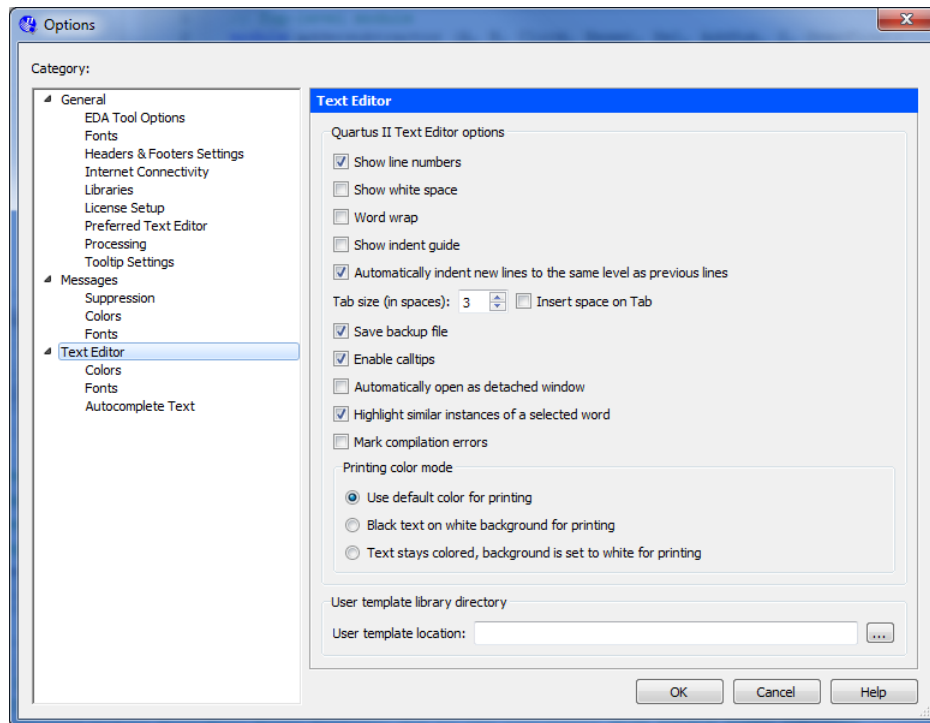 Options
Category:
General
EDA Tool Options
Fonts
Headers & Footers Settings
Internet Connectivity
Libraries
License Setup
Preferred Text Editor
Processing
Tooltip Settings
Messages
Suppression
Colors
Fonts
Text Editor
Colors
Fonts
Autocomplete Text
Text Editor
Quartus II Text Editor options
Show line numbers
Show white space
Word wrap
Show indent guide
Automatically indent new lines to the same level as previous lines
Tab size (in spaces): 3 Insert space on Tab
Save backup file
Enable calltips
Automatically open as detached window
Highlight similar instances of a selected word
Mark compilation errors
Printing color mode
Use default color for printing
Black text on white background for printing
Text stays colored, background is set to white for printing
User template library directory
User template location: ...
OK Cancel Help